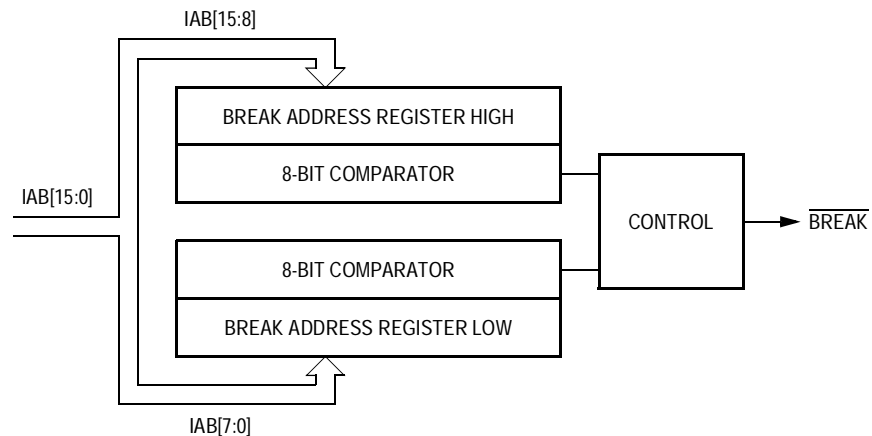 IAB[15:8]
BREAK ADDRESS REGISTER HIGH
8-BIT COMPARATOR
IAB[15:0]
CONTROL
BREAK
8-BIT COMPARATOR
BREAK ADDRESS REGISTER LOW
IAB[7:0]